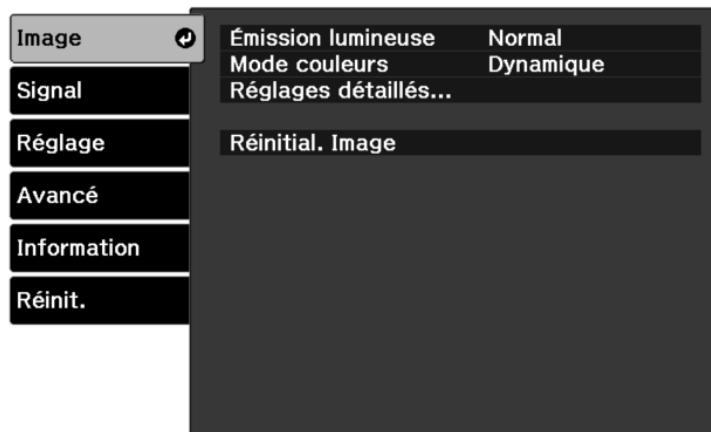 Image
Signal
Réglage
Avancé
Information
Réinit.
Émission lumineuse Normal
Mode couleurs Dynamique
Réglages détaillés...
Réinitial. Image